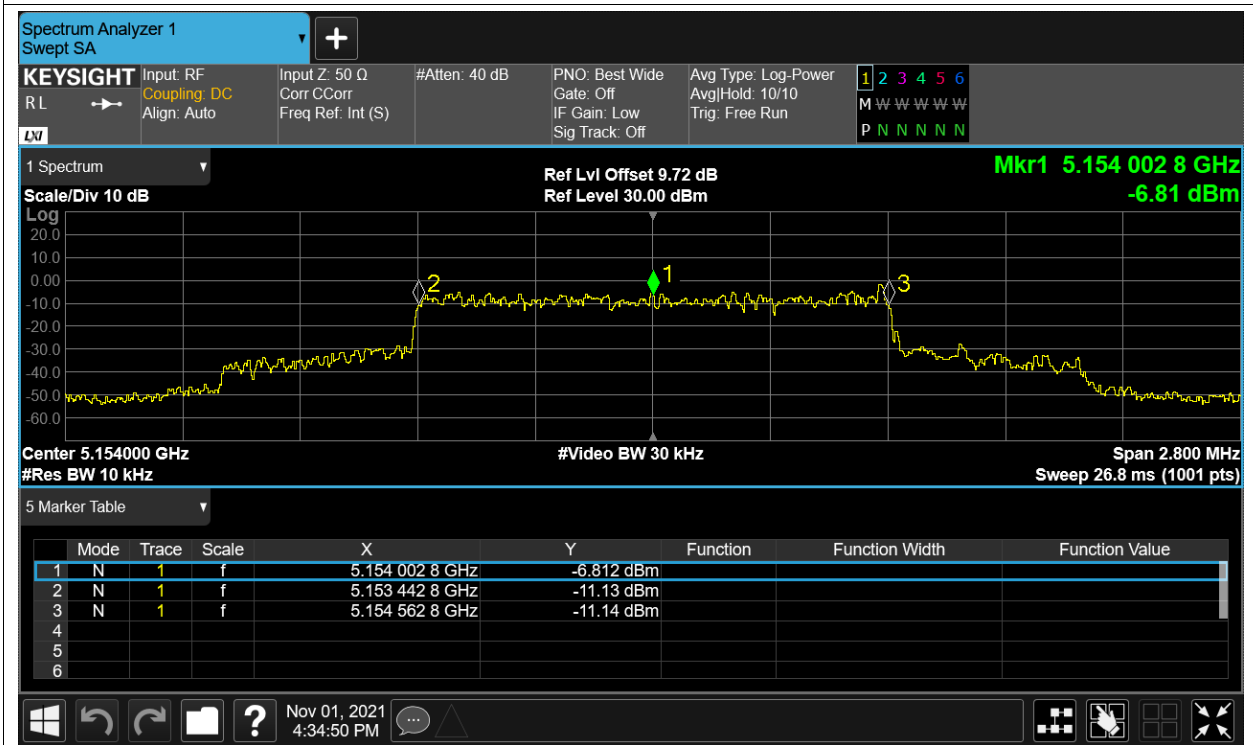 Spectrum Analyzer 1
Swept SA
▼
+
KEYSIGHT Input: RF Input Z: 50 Ω #Atten: 40 dB PNO: Best Wide Avg Type: Log-Power 1 2 3 4 5 6
R L Coupling: DC Corr CCorr Gate: Off Avg|Hold: 10/10 M W W W W W
Align: Auto Freq Ref: Int (S) IF Gain: Low Trig: Free Run
LXI Sig Track: Off P N N N N N N
1 Spectrum ▼ Ref Lvl Offset 9.72 dB Mkr1 5.154 002 8 GHz
Scale/Div 10 dB Ref Level 30.00 dBm -6.81 dBm
Log
20.0
10.0
0.00 2 1 3
-10.0
-20.0
-30.0
-40.0
-50.0
-60.0
Center 5.154000 GHz #Video BW 30 kHz Span 2.800 MHz
#Res BW 10 kHz Sweep 26.8 ms (1001 pts)
5 Marker Table ▼
Mode Trace Scale X Y Function Function Width Function Value
1 N 1 f 5.154 002 8 GHz -6.812 dBm
2 N 1 f 5.153 442 8 GHz -11.13 dBm
3 N 1 f 5.154 562 8 GHz -11.14 dBm
4
5
6
? Nov 01, 2021
4:34:50 PM